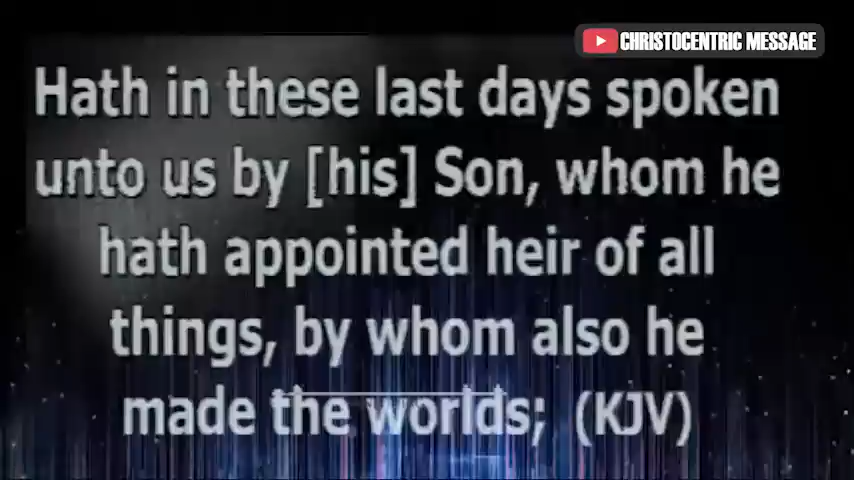 CHRISTOCENTRIC MESSAGE
Hath in these last days spoken
unto us by [his] Son, whom he
hath appointed heir of all
things, by whom also he
made the worlds; (KJV)